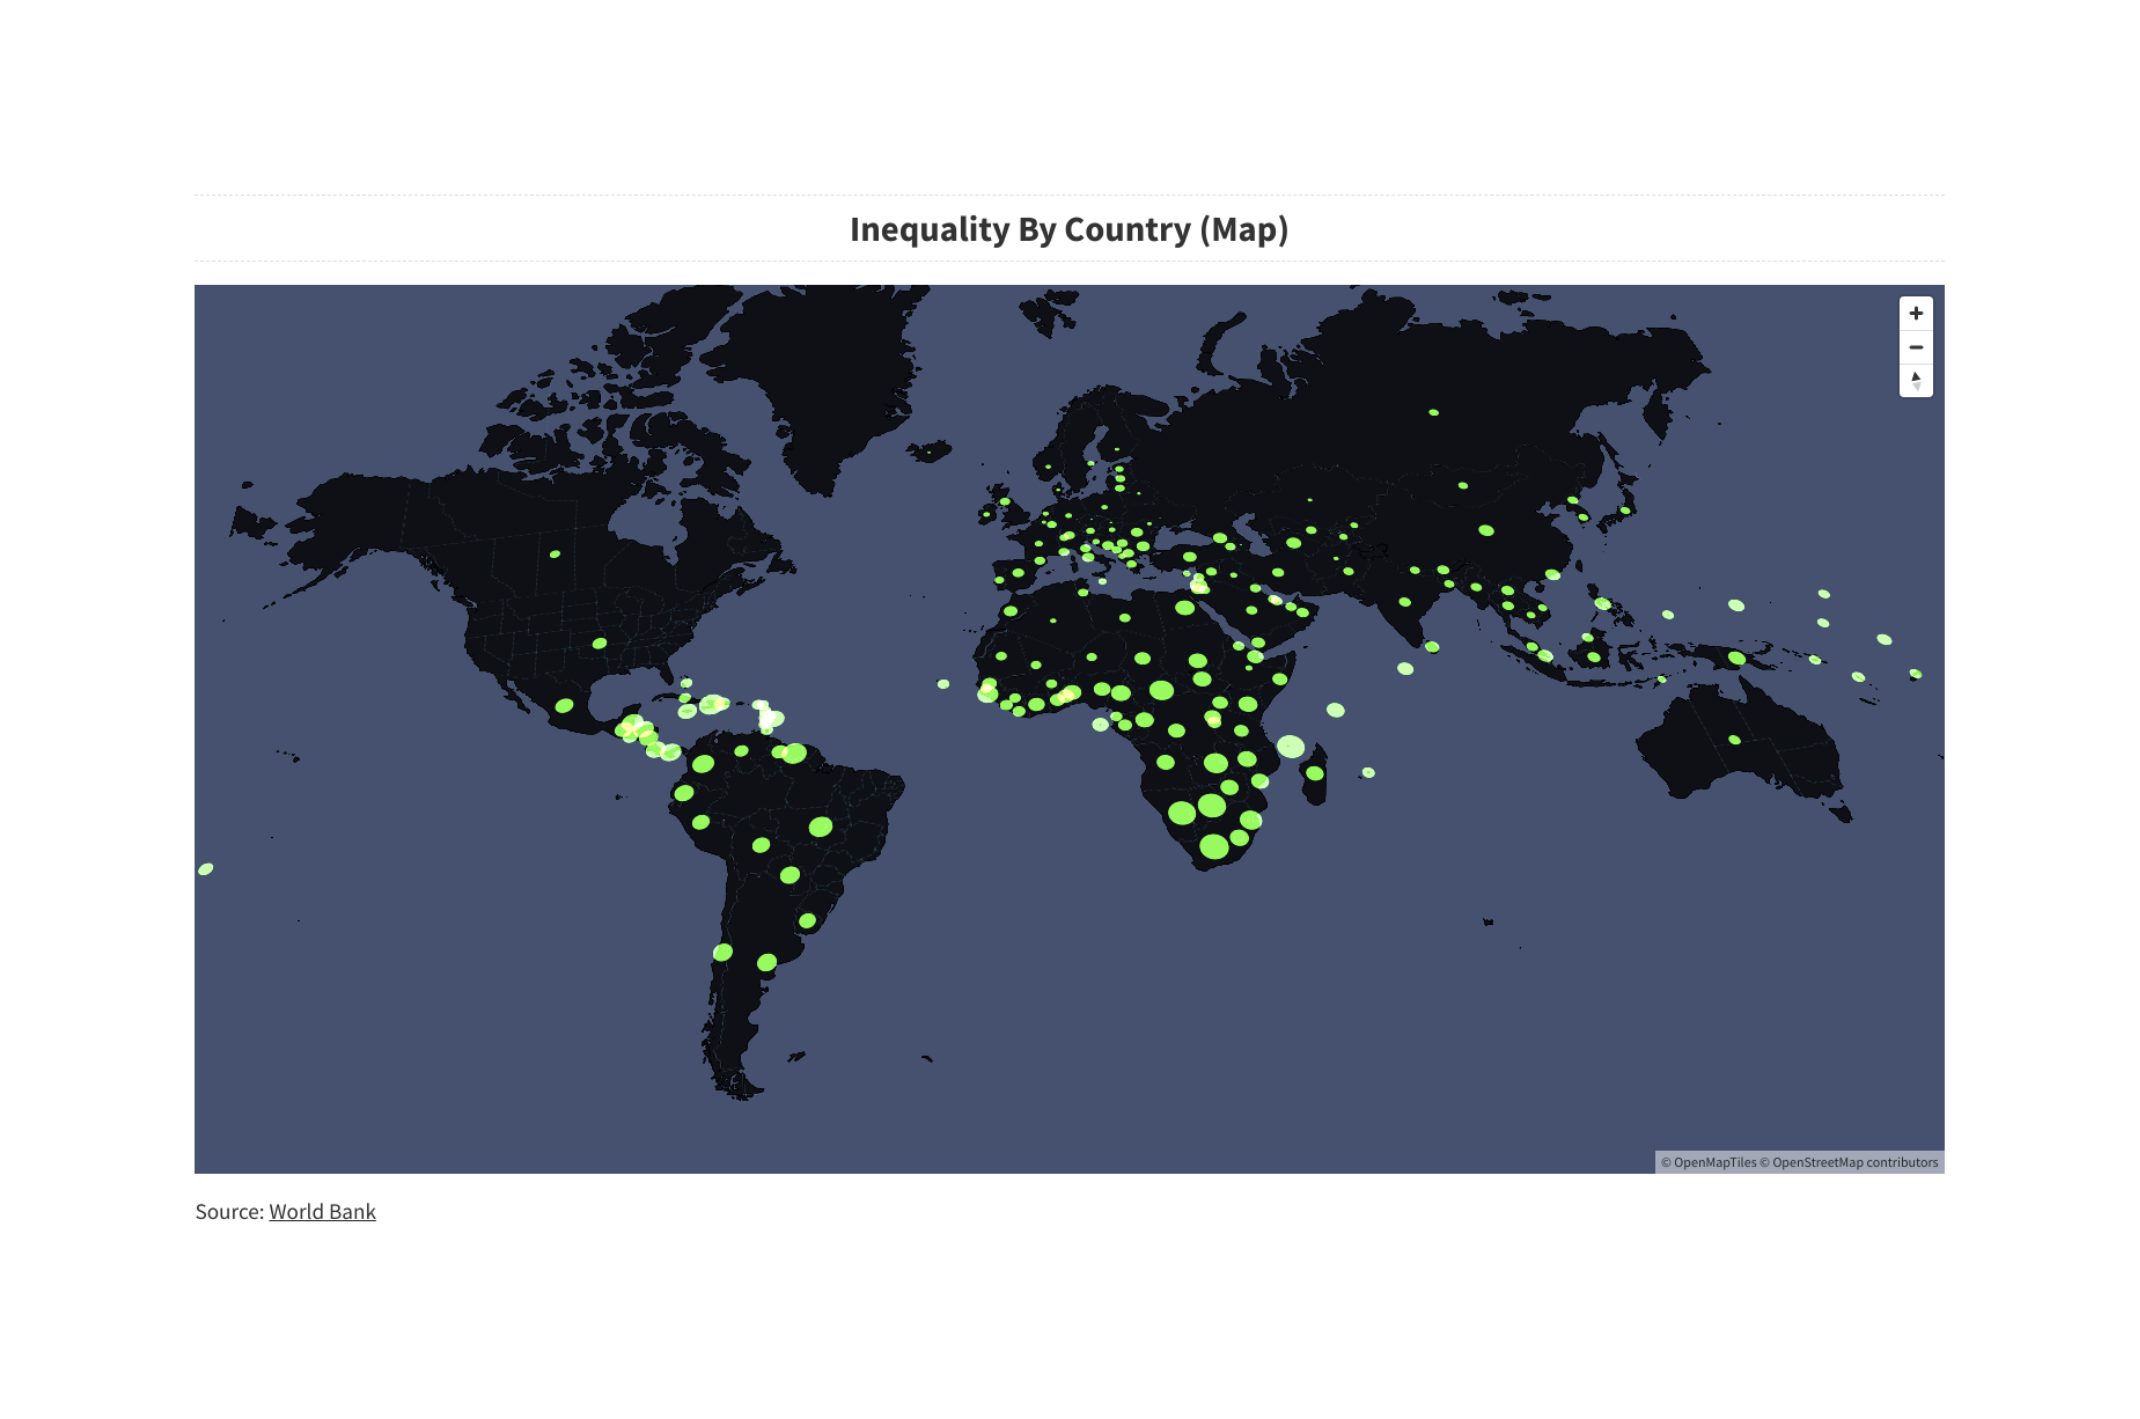 Inequality By Country (Map)
© OpenMapTiles © OpenStreetMap contributors
Source: World Bank